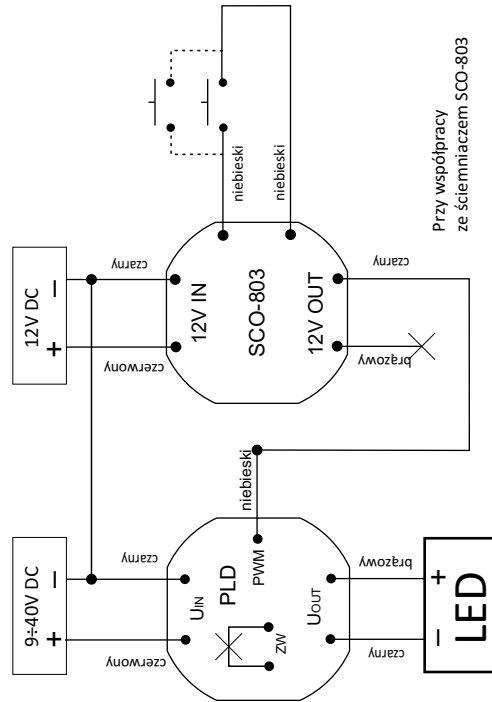 9÷40V DC
+ −
12V DC
+ −
czerwony
czarny
czerwony
czarny
UIN
PLD
ZW
PWM
niebieski
UOUT
czarny
brązowy
− +
LED
12V IN
SCO-803
12V OUT
niebieski
niebieski
brązowy
czarny
Przy współpracy
ze ściemniaczem SCO-803